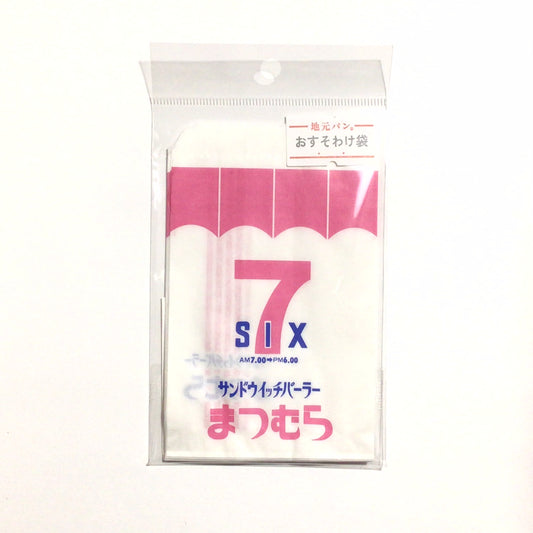 地元パン®
おすそわけ袋
7
SIX
AM7.00➡PM6.00
サンドウイッチパーラー
まつむら